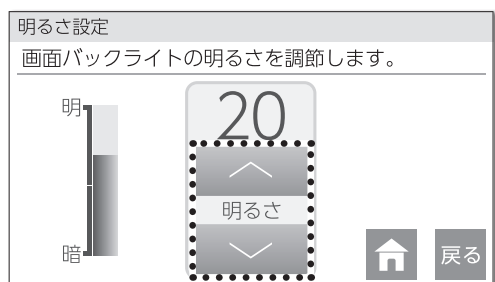 明るさ設定
画面バックライトの明るさを調節します。
明
20
明るさ
暗
戻る